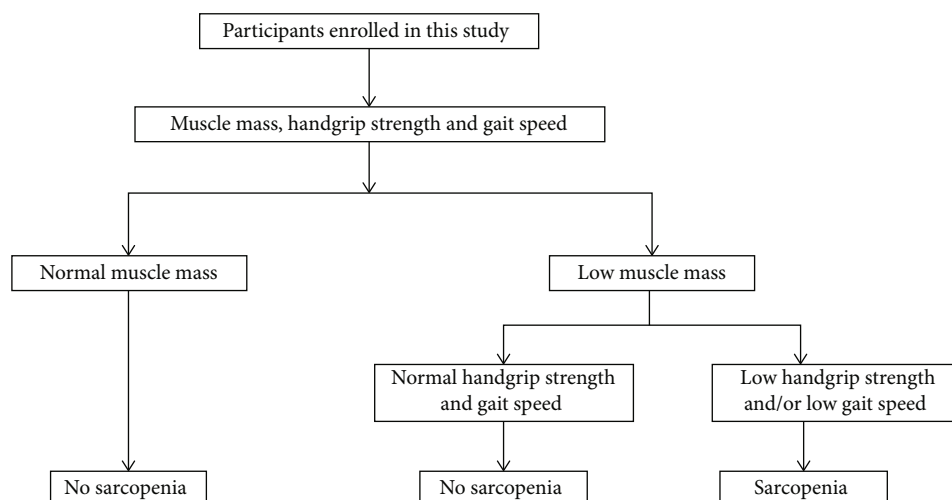 Participants enrolled in this study
Muscle mass, handgrip strength and gait speed
Normal muscle mass
Low muscle mass
Normal handgrip strength
and gait speed
Low handgrip strength
and/or low gait speed
No sarcopenia
No sarcopenia
Sarcopenia